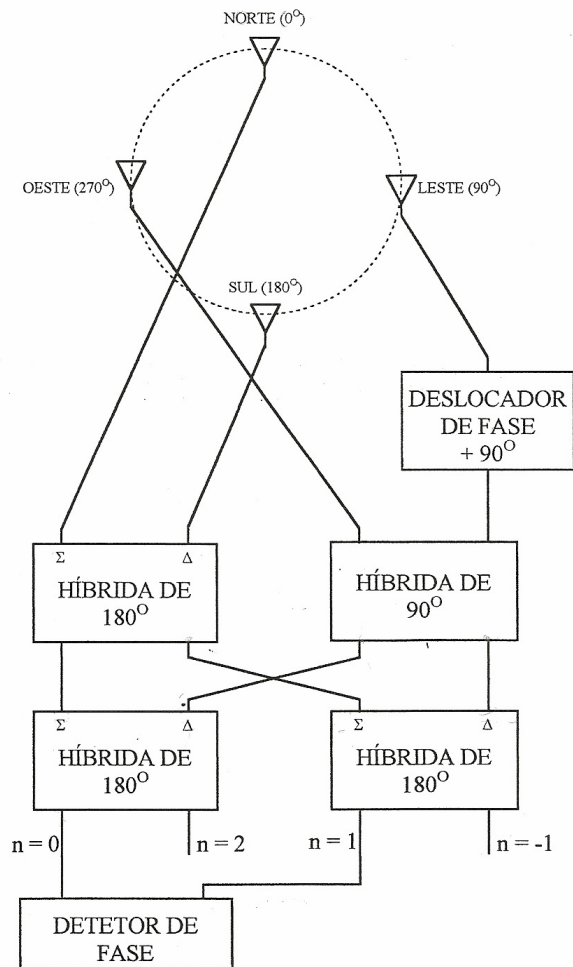 NORTE (0°)
OESTE (270°)
LESTE (90°)
SUL (180°)
DESLOCADOR
DE FASE
+ 90°
Σ Δ
HÍBRIDA DE
180°
HÍBRIDA DE
90°
Σ Δ
HÍBRIDA DE
180°
Σ Δ
HÍBRIDA DE
180°
n = 0
n = 2
n = 1
n = -1
DETETOR DE
FASE